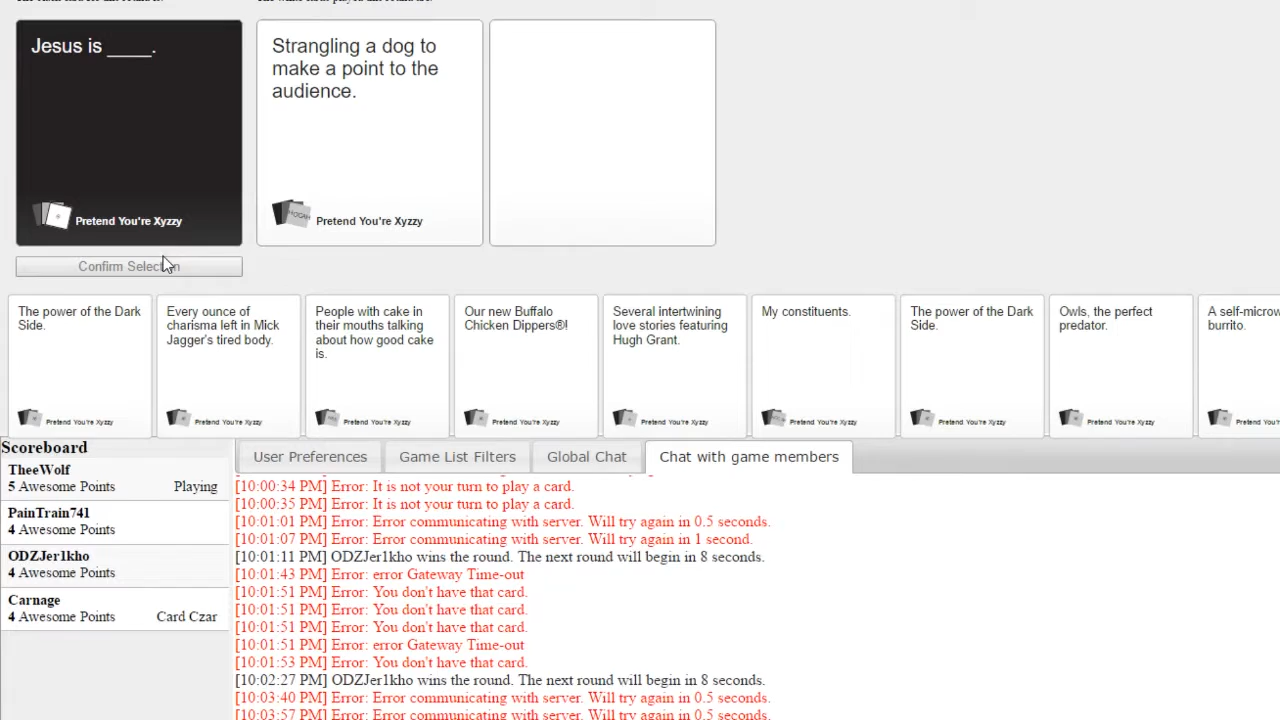 Jesus is ____.
Pretend You're Xyzzy
Strangling a dog to
make a point to the
audience.
Pretend You're Xyzzy
Confirm Selection
The power of the Dark
Side.
Pretend You're Xyzzy
Every ounce of
charisma left in Mick
Jagger's tired body.
Pretend You're Xyzzy
People with cake in
their mouths talking
about how good cake
is.
Pretend You're Xyzzy
Our new Buffalo
Chicken Dippers®!
Pretend You're Xyzzy
Several intertwining
love stories featuring
Hugh Grant.
Pretend You're Xyzzy
My constituents.
Pretend You're Xyzzy
The power of the Dark
Side.
Pretend You're Xyzzy
Owls, the perfect
predator.
Pretend You're Xyzzy
A self-microw
burrito.
Pretend You'r
Scoreboard
TheeWolf
5 Awesome Points Playing
PainTrain741
4 Awesome Points
ODZJer1kho
4 Awesome Points
Carnage
4 Awesome Points Card Czar
User Preferences Game List Filters Global Chat Chat with game members
[10:00:34 PM] Error: It is not your turn to play a card.
[10:00:35 PM] Error: It is not your turn to play a card.
[10:01:01 PM] Error: Error communicating with server. Will try again in 0.5 seconds.
[10:01:07 PM] Error: Error communicating with server. Will try again in 1 second.
[10:01:11 PM] ODZJer1kho wins the round. The next round will begin in 8 seconds.
[10:01:43 PM] Error: error Gateway Time-out
[10:01:51 PM] Error: You don't have that card.
[10:01:51 PM] Error: You don't have that card.
[10:01:51 PM] Error: You don't have that card.
[10:01:51 PM] Error: error Gateway Time-out
[10:01:53 PM] Error: You don't have that card.
[10:02:27 PM] ODZJer1kho wins the round. The next round will begin in 8 seconds.
[10:03:40 PM] Error: Error communicating with server. Will try again in 0.5 seconds.
[10:03:57 PM] Error: Error communicating with server. Will try again in 0.5 seconds.